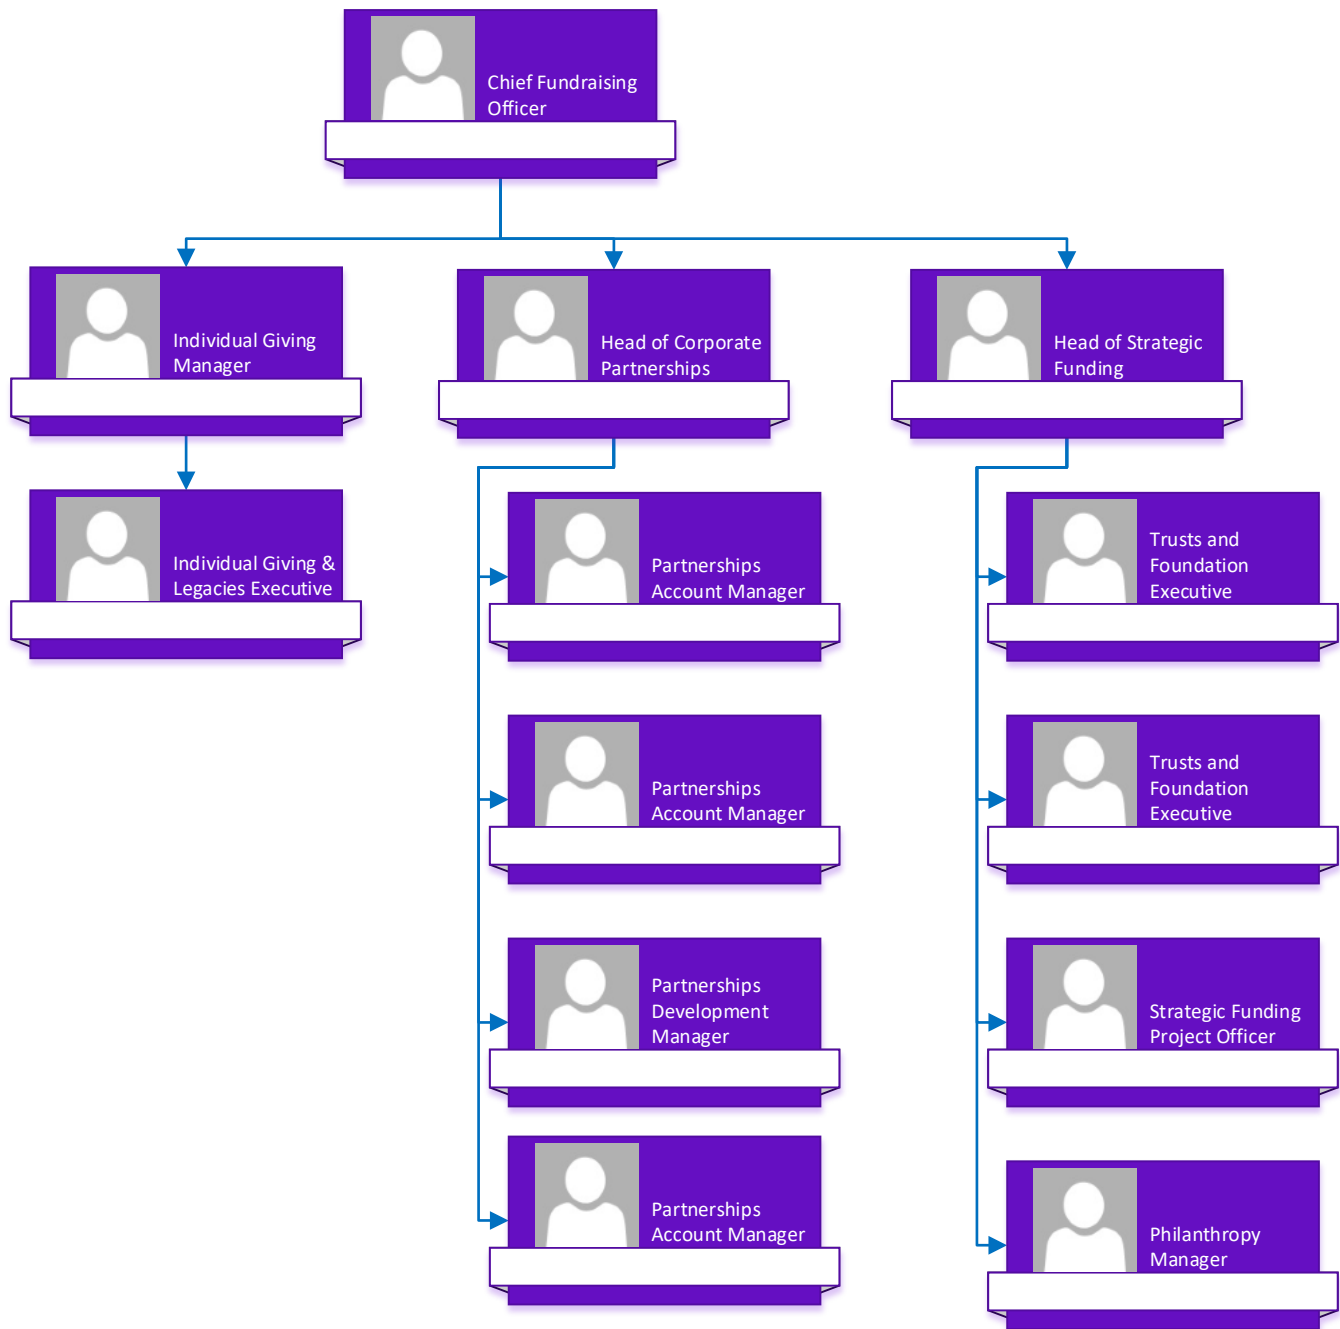 Chief Fundraising
Officer
Individual Giving
Manager
Head of Corporate
Partnerships
Head of Strategic
Funding
Individual Giving &
Legacies Executive
Partnerships
Account Manager
Trusts and
Foundation
Executive
Partnerships
Account Manager
Trusts and
Foundation
Executive
Partnerships
Development
Manager
Strategic Funding
Project Officer
Partnerships
Account Manager
Philanthropy
Manager